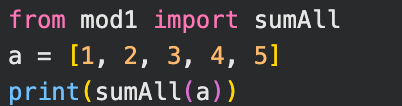 from mod1 import sumAll
a = [1, 2, 3, 4, 5]
print(sumAll(a))